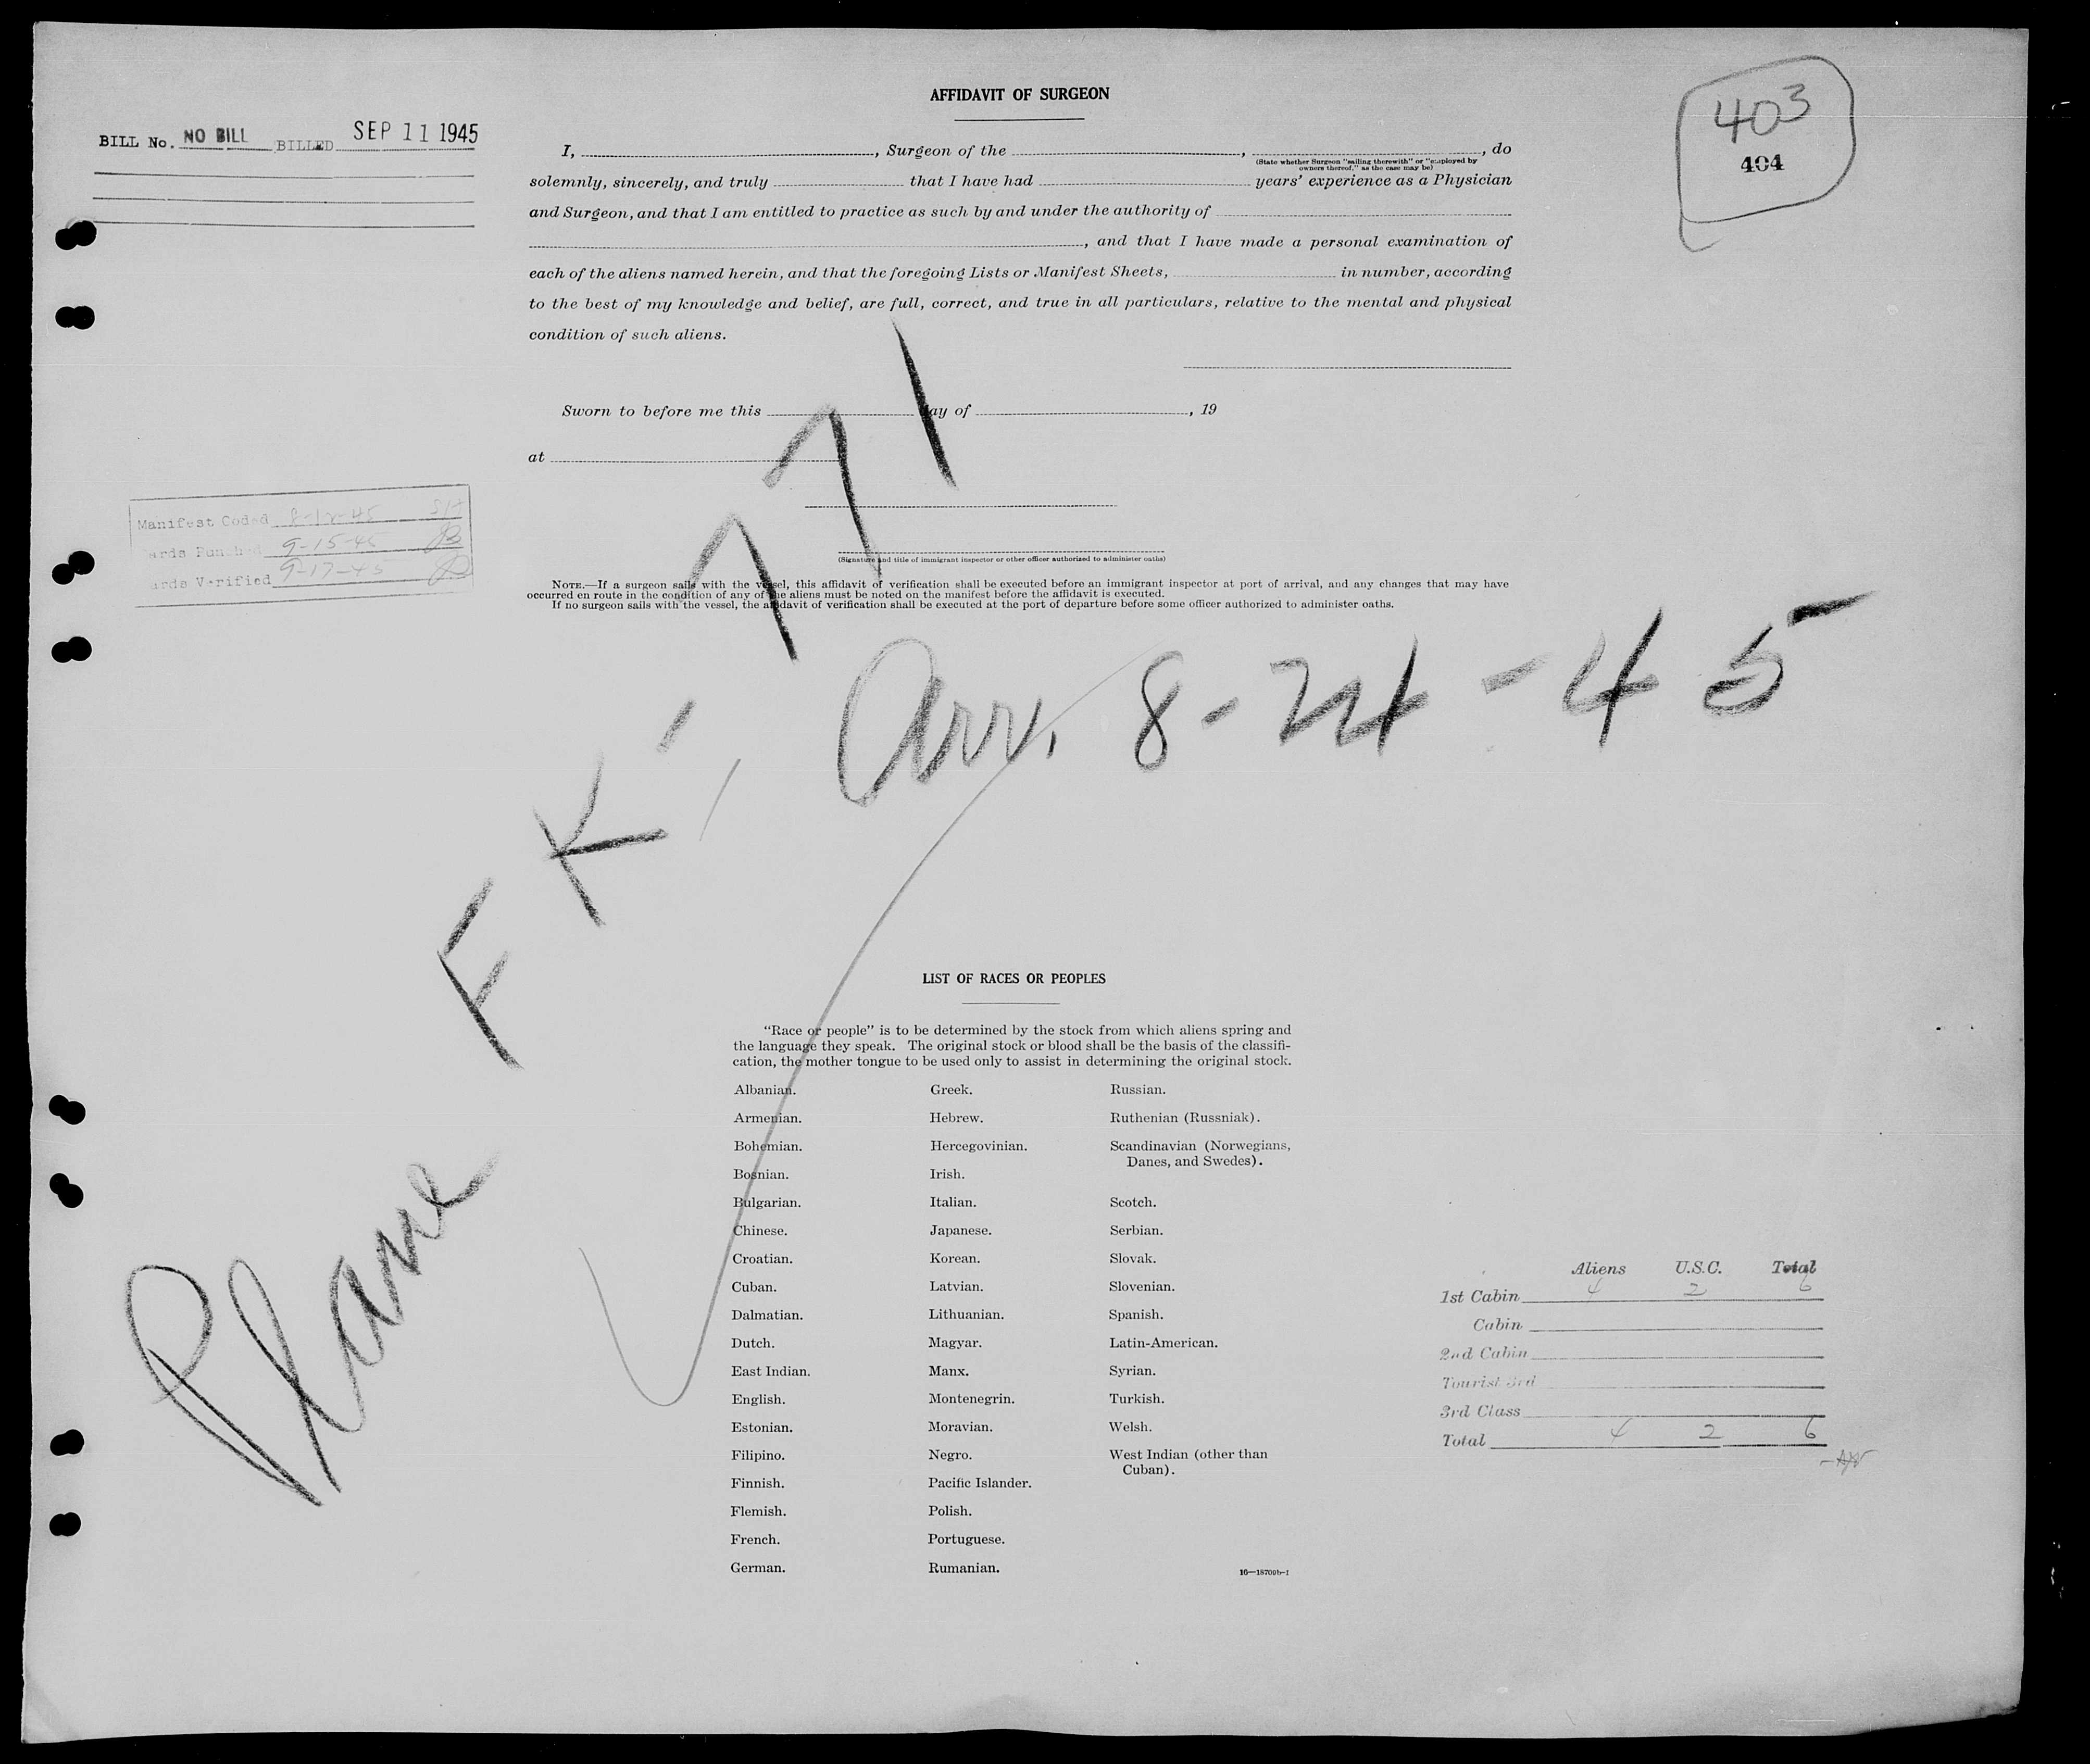 AFFIDAVIT OF SURGEON
403
404
BILL No. NO BILL BILLED SEP 11 1945
I, , Surgeon of the , , do
(State whether Surgeon "sailing therewith" or "employed by
owners thereof," as the case may be)
solemnly, sincerely, and truly that I have had years' experience as a Physician
and Surgeon, and that I am entitled to practice as such by and under the authority of
, and that I have made a personal examination of
each of the aliens named herein, and that the foregoing Lists or Manifest Sheets, in number, according
to the best of my knowledge and belief, are full, correct, and true in all particulars, relative to the mental and physical
condition of such aliens.
Sworn to before me this day of , 19
at
(Signature and title of immigrant inspector or other officer authorized to administer oaths)
Manifest Coded
Cards Punched 9-15-45
Cards Verified 9-17-45
NOTE.—If a surgeon sails with the vessel, this affidavit of verification shall be executed before an immigrant inspector at port of arrival, and any changes that may have
occurred en route in the condition of any of the aliens must be noted on the manifest before the affidavit is executed.
If no surgeon sails with the vessel, the affidavit of verification shall be executed at the port of departure before some officer authorized to administer oaths.
Plane FK-771
Arr. 8-24-45
LIST OF RACES OR PEOPLES
"Race or people" is to be determined by the stock from which aliens spring and
the language they speak. The original stock or blood shall be the basis of the classifi-
cation, the mother tongue to be used only to assist in determining the original stock.
Albanian.
Armenian.
Bohemian.
Bosnian.
Bulgarian.
Chinese.
Croatian.
Cuban.
Dalmatian.
Dutch.
East Indian.
English.
Estonian.
Filipino.
Finnish.
Flemish.
French.
German.
Greek.
Hebrew.
Hercegovinian.
Irish.
Italian.
Japanese.
Korean.
Latvian.
Lithuanian.
Magyar.
Manx.
Montenegrin.
Moravian.
Negro.
Pacific Islander.
Polish.
Portuguese.
Rumanian.
Russian.
Ruthenian (Russniak).
Scandinavian (Norwegians,
Danes, and Swedes).
Scotch.
Serbian.
Slovak.
Slovenian.
Spanish.
Latin-American.
Syrian.
Turkish.
Welsh.
West Indian (other than
Cuban).
16—18709b-1
Aliens U.S.C. Total
1st Cabin 4 2 6
Cabin
2nd Cabin
Tourist 3rd
3rd Class
Total 4 2 6